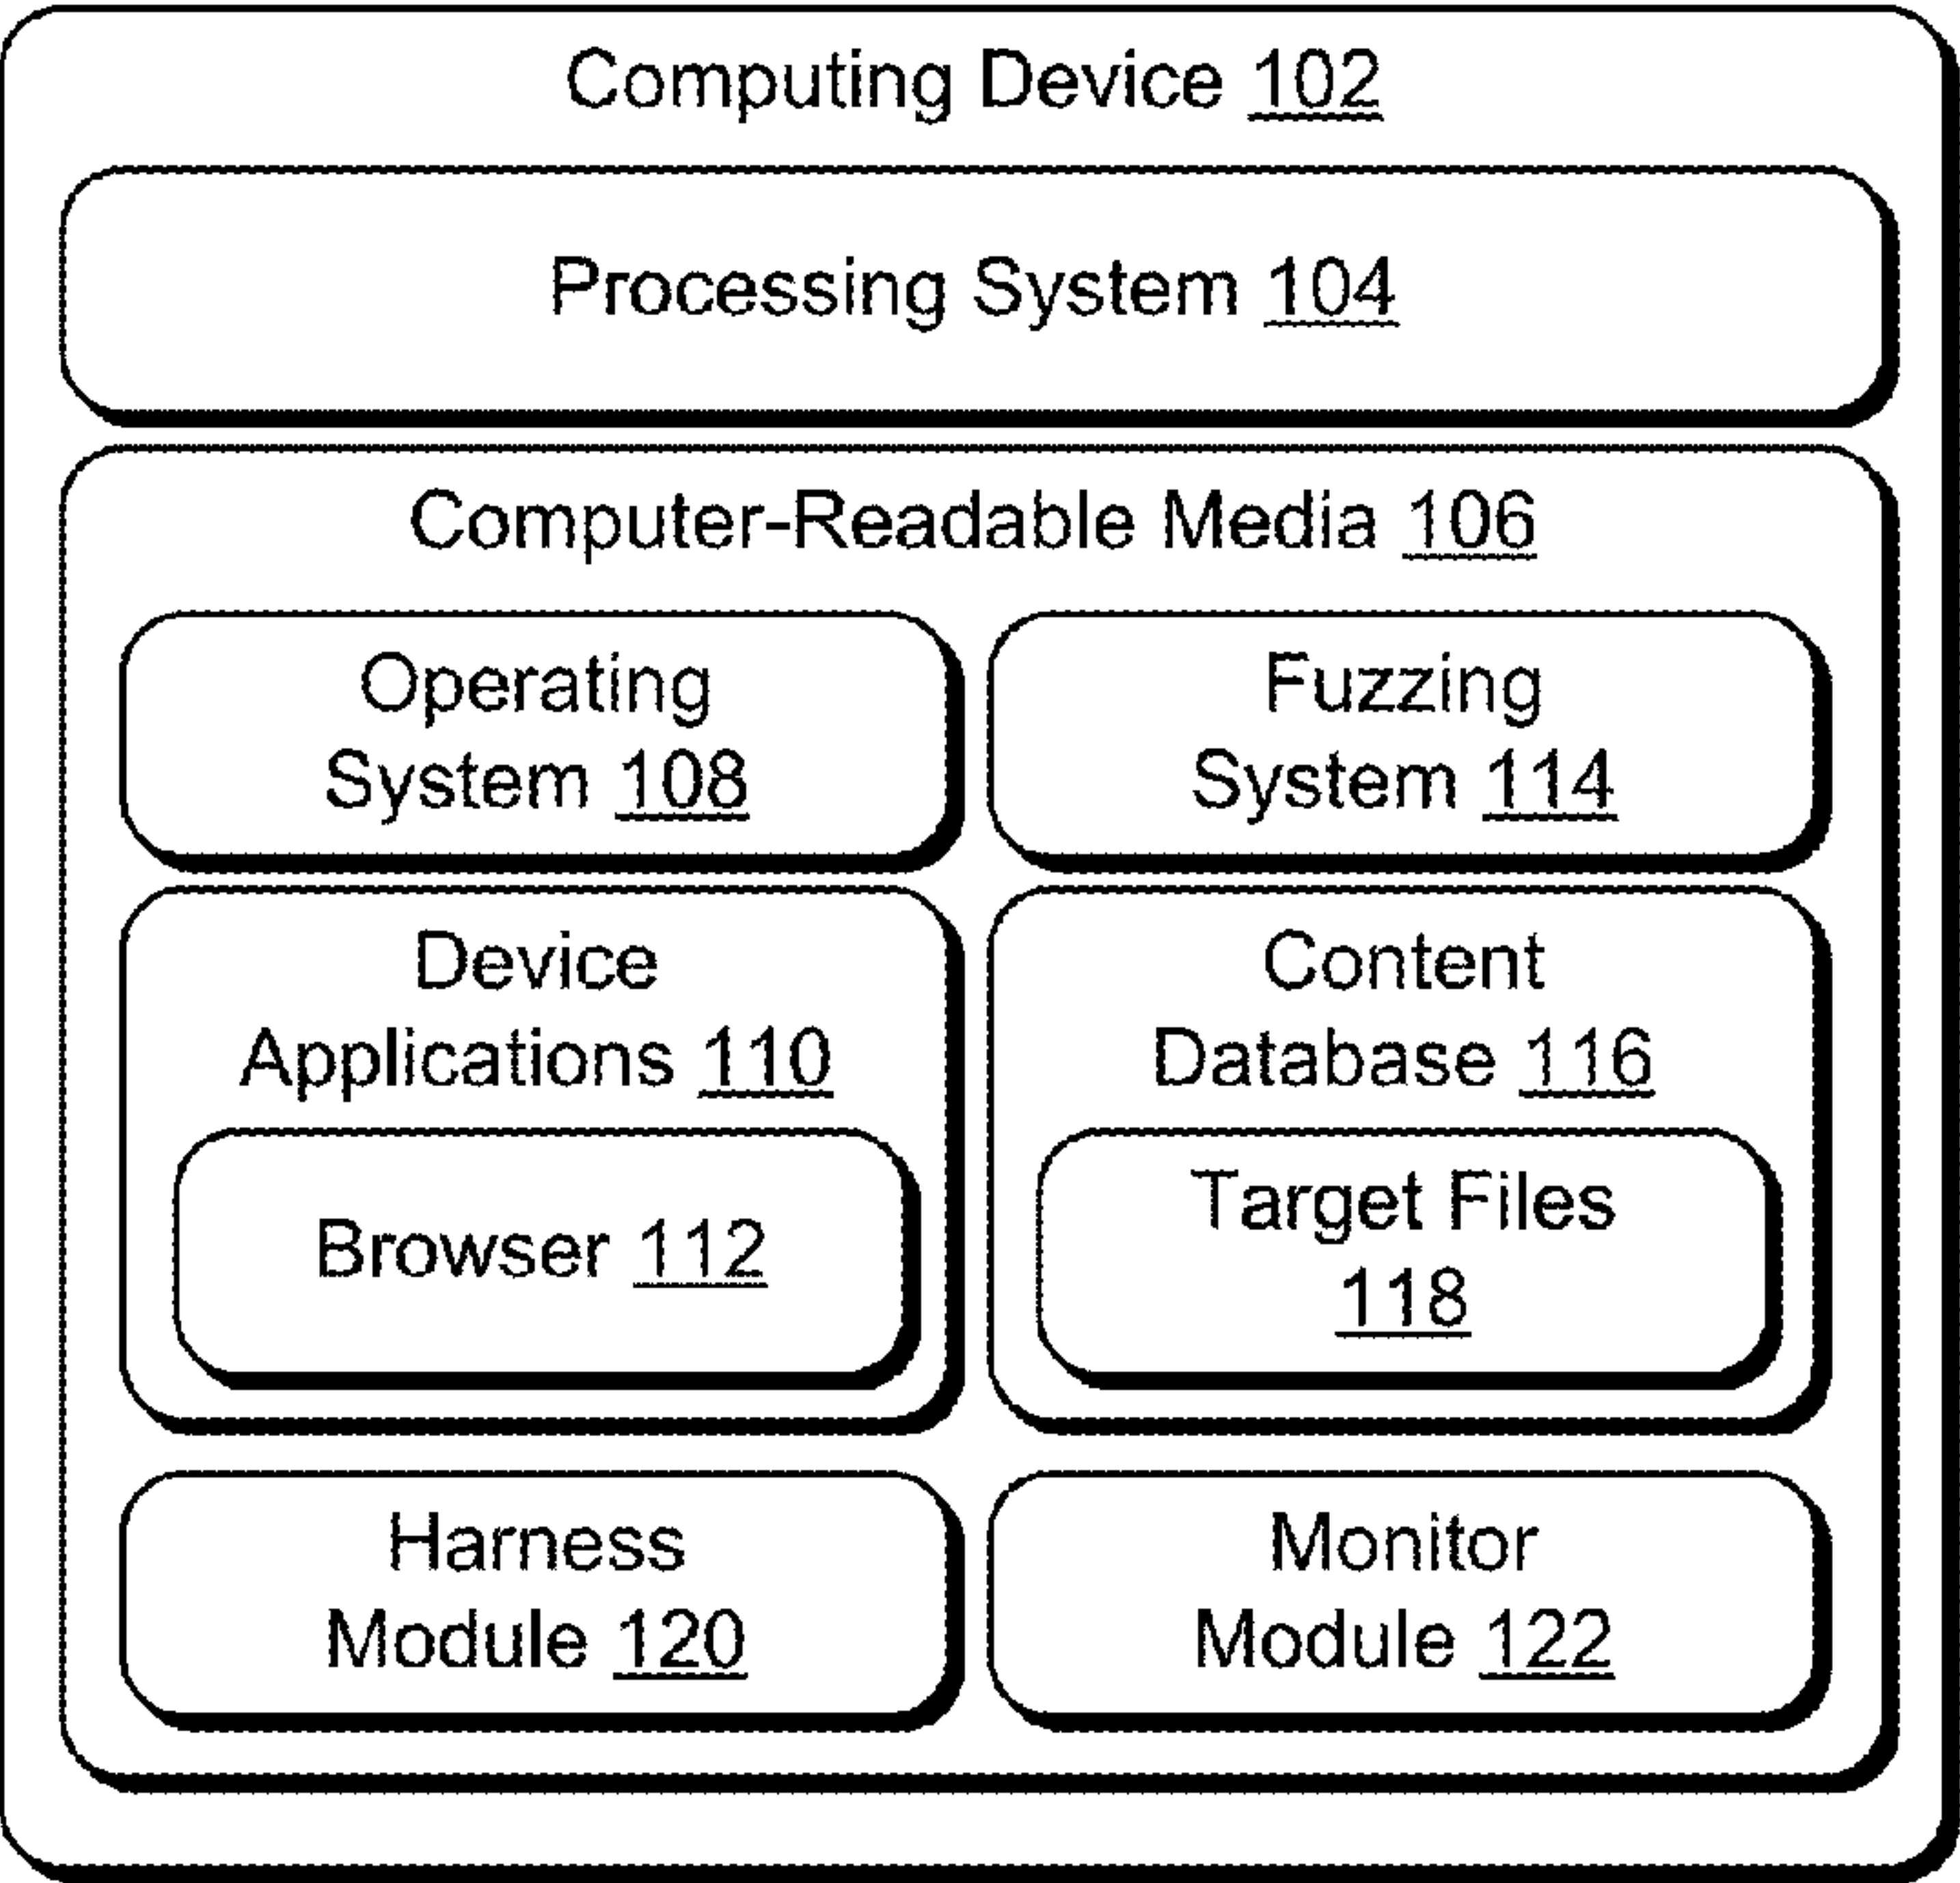 Computing Device 102
Processing System 104
Computer-Readable Media 106
Operating
System 108
Fuzzing
System 114
Device
Applications 110
Browser 112
Content
Database 116
Target Files
118
Harness
Module 120
Monitor
Module 122